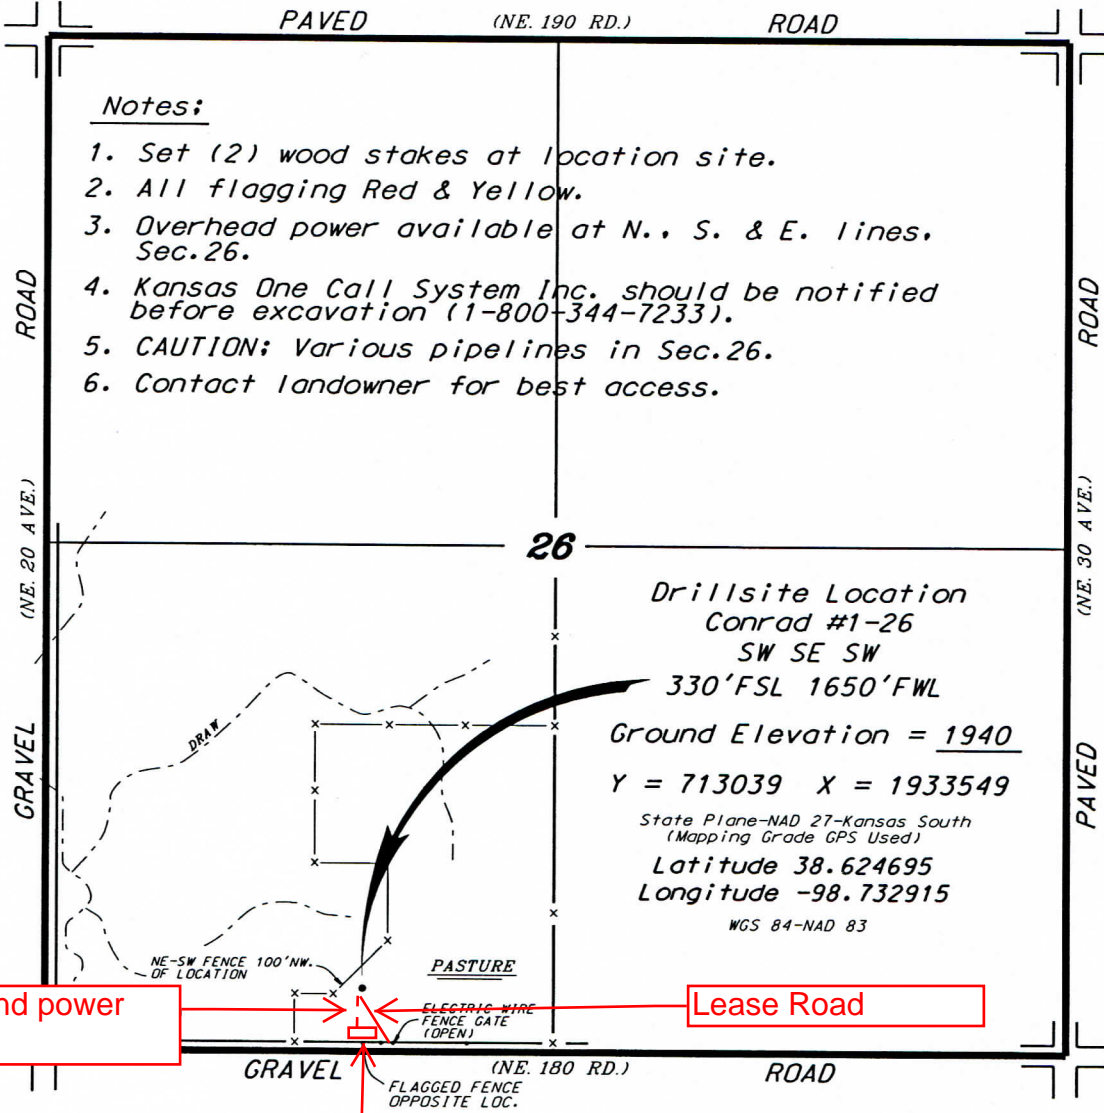 PAVED (NE. 190 RD.) ROAD
Notes:
1. Set (2) wood stakes at location site.
2. All flagging Red & Yellow.
3. Overhead power available at N., S. & E. lines,
Sec.26.
4. Kansas One Call System Inc. should be notified
before excavation (1-800-344-7233).
5. CAUTION: Various pipelines in Sec.26.
6. Contact landowner for best access.
ROAD
(NE. 20 AVE.)
GRAVEL
ROAD
(NE. 30 AVE.)
PAVED
26
Drillsite Location
Conrad #1-26
SW SE SW
330'FSL 1650'FWL
Ground Elevation = 1940
Y = 713039 X = 1933549
State Plane-NAD 27-Kansas South
(Mapping Grade GPS Used)
Latitude 38.624695
Longitude -98.732915
WGS 84-NAD 83
DRAW
NE-SW FENCE 100'NW.
OF LOCATION
PASTURE
power
Lease Road
ELECTRIC WIRE
FENCE GATE
(OPEN)
GRAVEL (NE. 180 RD.) ROAD
FLAGGED FENCE
OPPOSITE LOC.